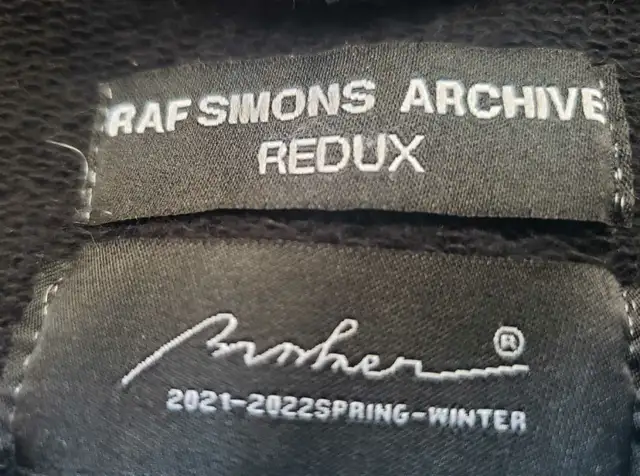 RAF SIMONS ARCHIVE
REDUX
®
2021-2022SPRING-WINTER